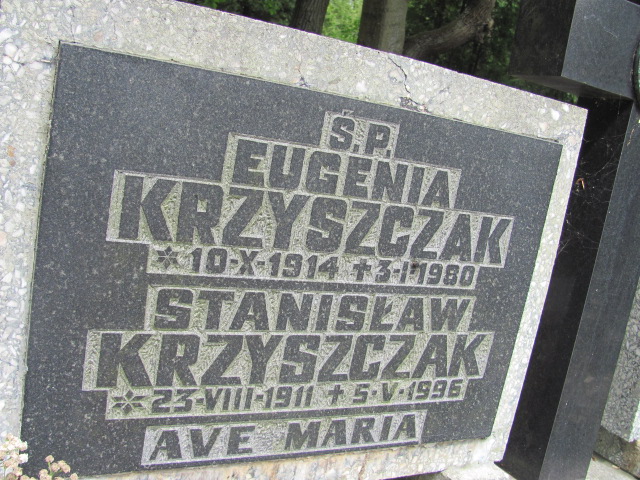 Ś.P.
EUGENIA
KRZYSZCZAK
*10-X-1914 +3-I-1980
STANISŁAW
KRZYSZCZAK
*23-VIII-1911 +5-V-1996
AVE MARIA